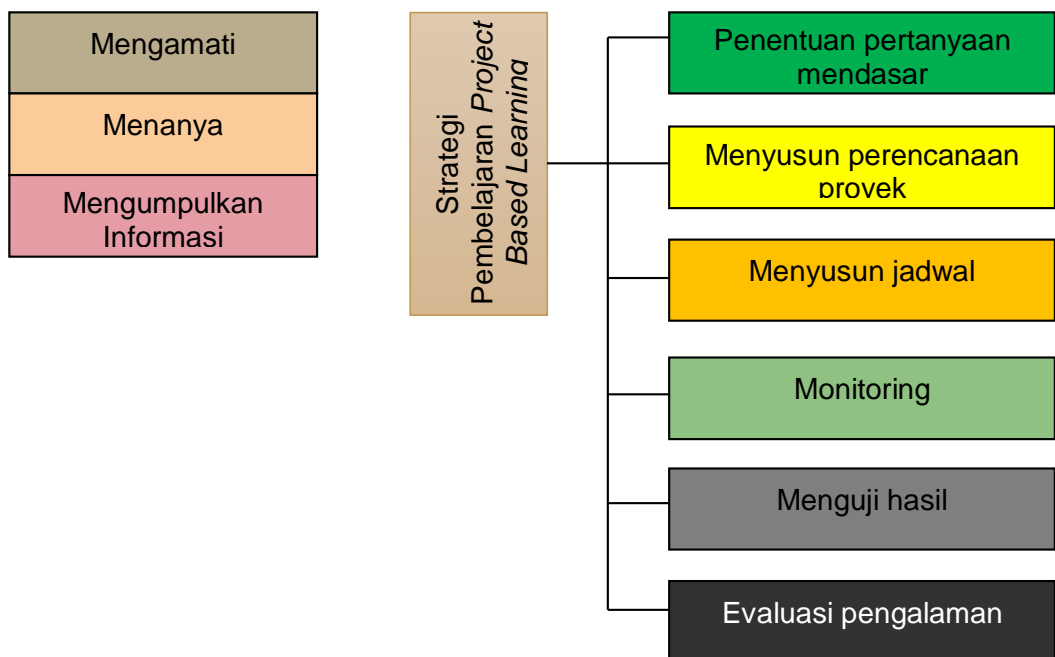 Mengamati
Menanya
Mengumpulkan
Informasi
Strategi
Pembelajaran Project
Based Learning
Penentuan pertanyaan
mendasar
Menyusun perencanaan
proyek
Menyusun jadwal
Monitoring
Menguji hasil
Evaluasi pengalaman